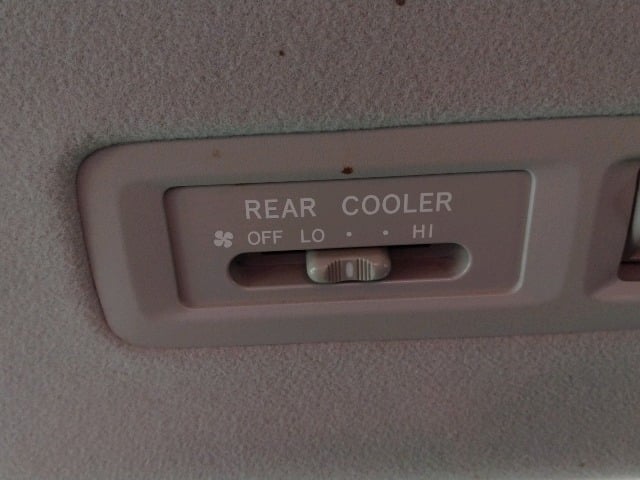 REAR COOLER
OFF LO · · HI